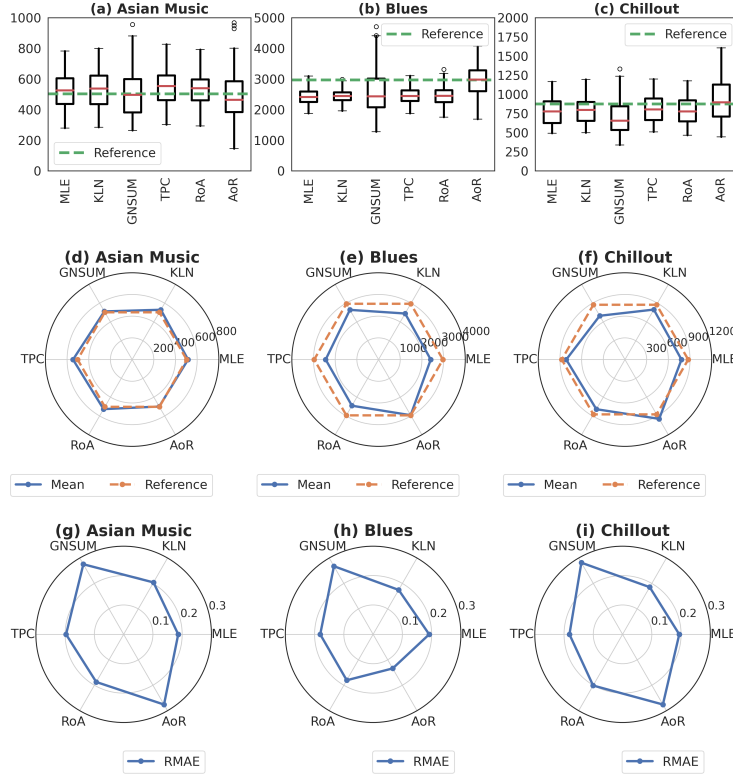 (a) Asian Music
(b) Blues
(c) Chillout
1000
800
600
400
200
0
Reference
MLE
KLN
GNSUM
TPC
RoA
AoR
5000
4000
3000
2000
1000
0
Reference
MLE
KLN
GNSUM
TPC
RoA
AoR
2000
1750
1500
1250
1000
750
500
250
0
Reference
MLE
KLN
GNSUM
TPC
RoA
AoR
(d) Asian Music
GNSUM
KLN
200
400
600
800
TPC
MLE
RoA
AoR
Mean
Reference
(e) Blues
GNSUM
KLN
1000
2000
3000
4000
TPC
MLE
RoA
AoR
Mean
Reference
(f) Chillout
GNSUM
KLN
300
600
900
1200
TPC
MLE
RoA
AoR
Mean
Reference
(g) Asian Music
GNSUM
KLN
0.1
0.2
0.3
TPC
MLE
RoA
AoR
RMAE
(h) Blues
GNSUM
KLN
0.1
0.2
0.3
TPC
MLE
RoA
AoR
RMAE
(i) Chillout
GNSUM
KLN
0.1
0.2
0.3
TPC
MLE
RoA
AoR
RMAE